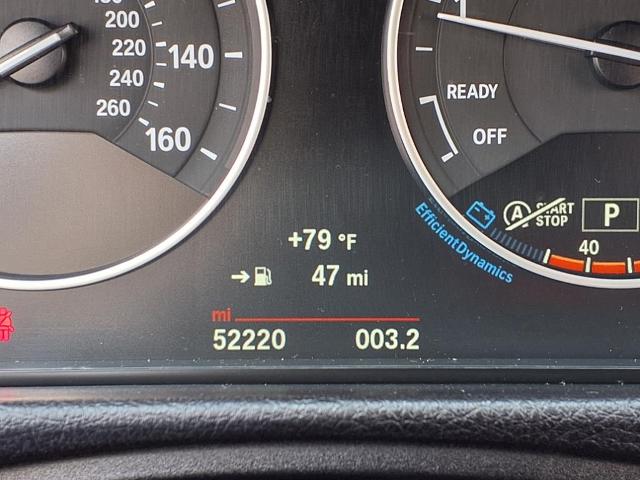 200
220
240
260
140
160
1
READY
OFF
EfficientDynamics
A
START
STOP
P
40
+79 °F
47 mi
mi
52220
003.2